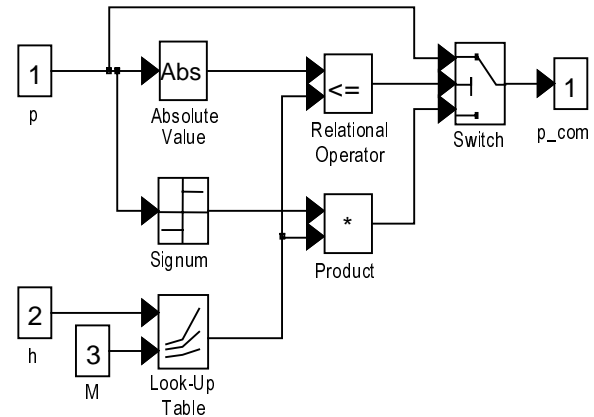 1
p
Abs
Absolute
Value
<=
Relational
Operator
Switch
1
p_com
Signum
*
Product
2
h
3
M
Look-Up
Table